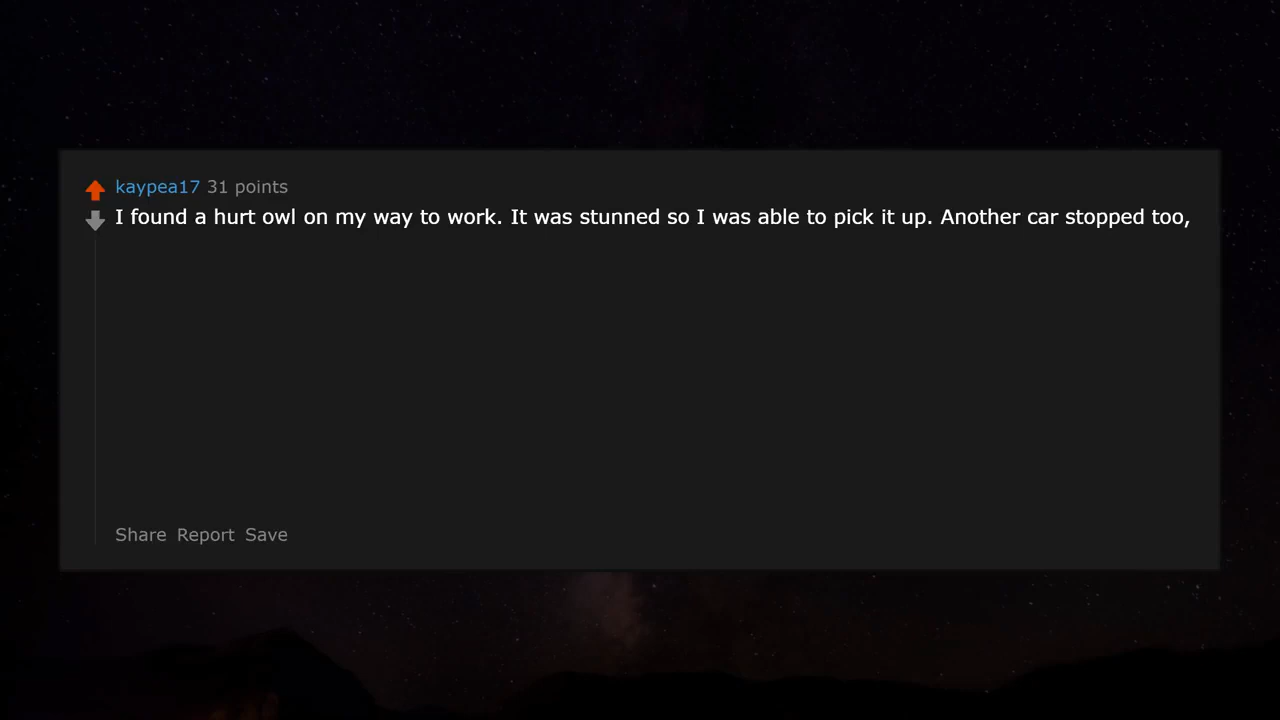 kaypea17 31 points
I found a hurt owl on my way to work. It was stunned so I was able to pick it up. Another car stopped too,
Share Report Save